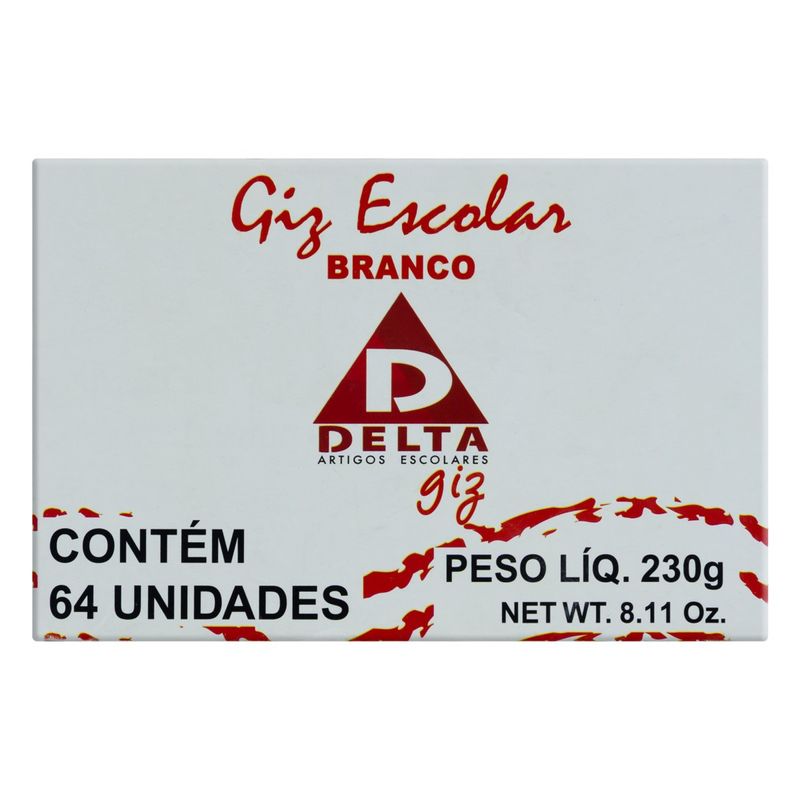 Giz Escolar
BRANCO
D
DELTA
ARTIGOS ESCOLARES
giz
CONTÉM
64 UNIDADES
PESO LÍQ. 230g
NET WT. 8.11 Oz.